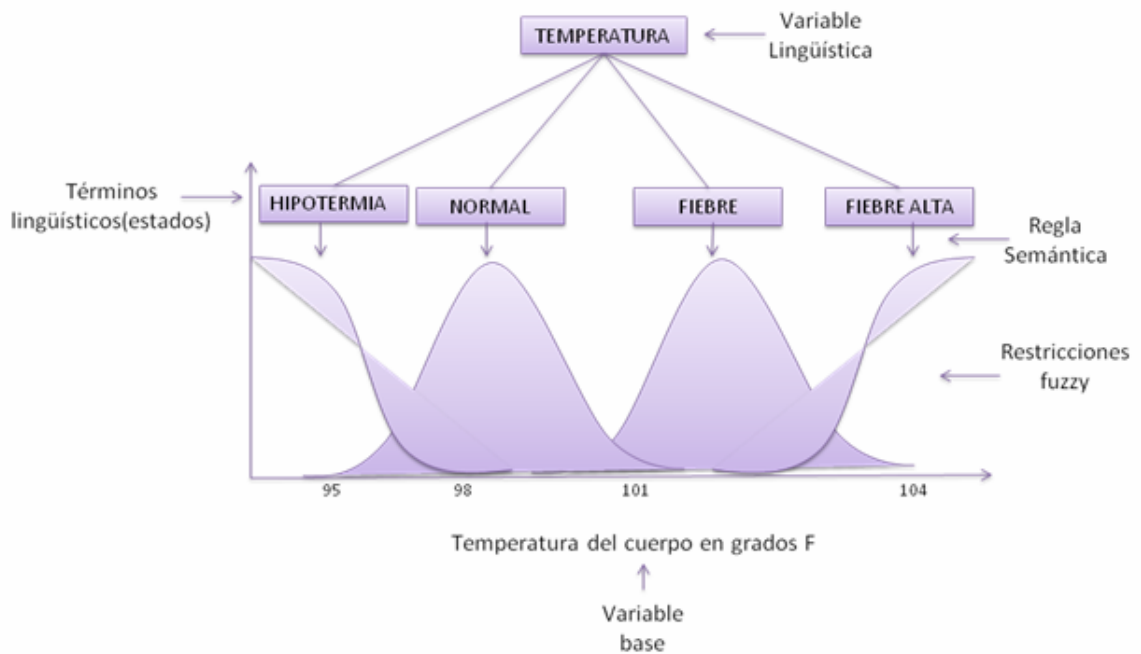 TEMPERATURA
Variable
Lingüística
Términos
lingüísticos(estados)
HIPOTERMIA
NORMAL
FIEBRE
FIEBRE ALTA
Regla
Semántica
Restricciones
fuzzy
95
98
101
104
Temperatura del cuerpo en grados F
Variable
base